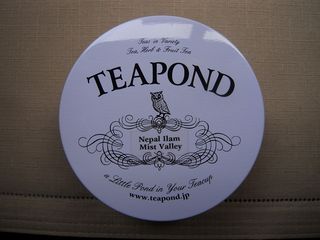 Teas in Variety
Tea, Herb & Fruit Tea
TEAPOND
Nepal Ilam
Mist Valley
a Little Pond in Your Teacup
www.teapond.jp